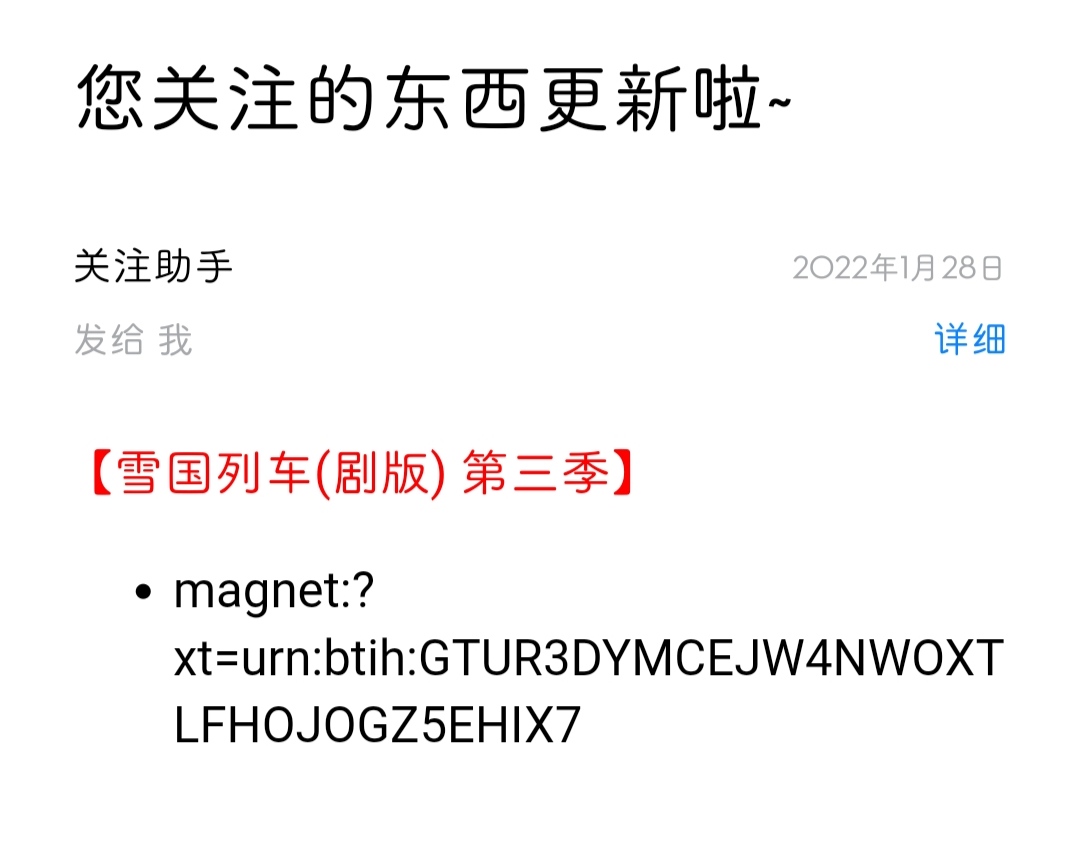 您关注的东西更新啦~
关注助手
2022年1月28日
发给 我
详细
【雪国列车(剧版) 第三季】
• magnet:?
xt=urn:btih:GTUR3DYMCEJW4NWOXT
LFHOJOGZ5EHIX7